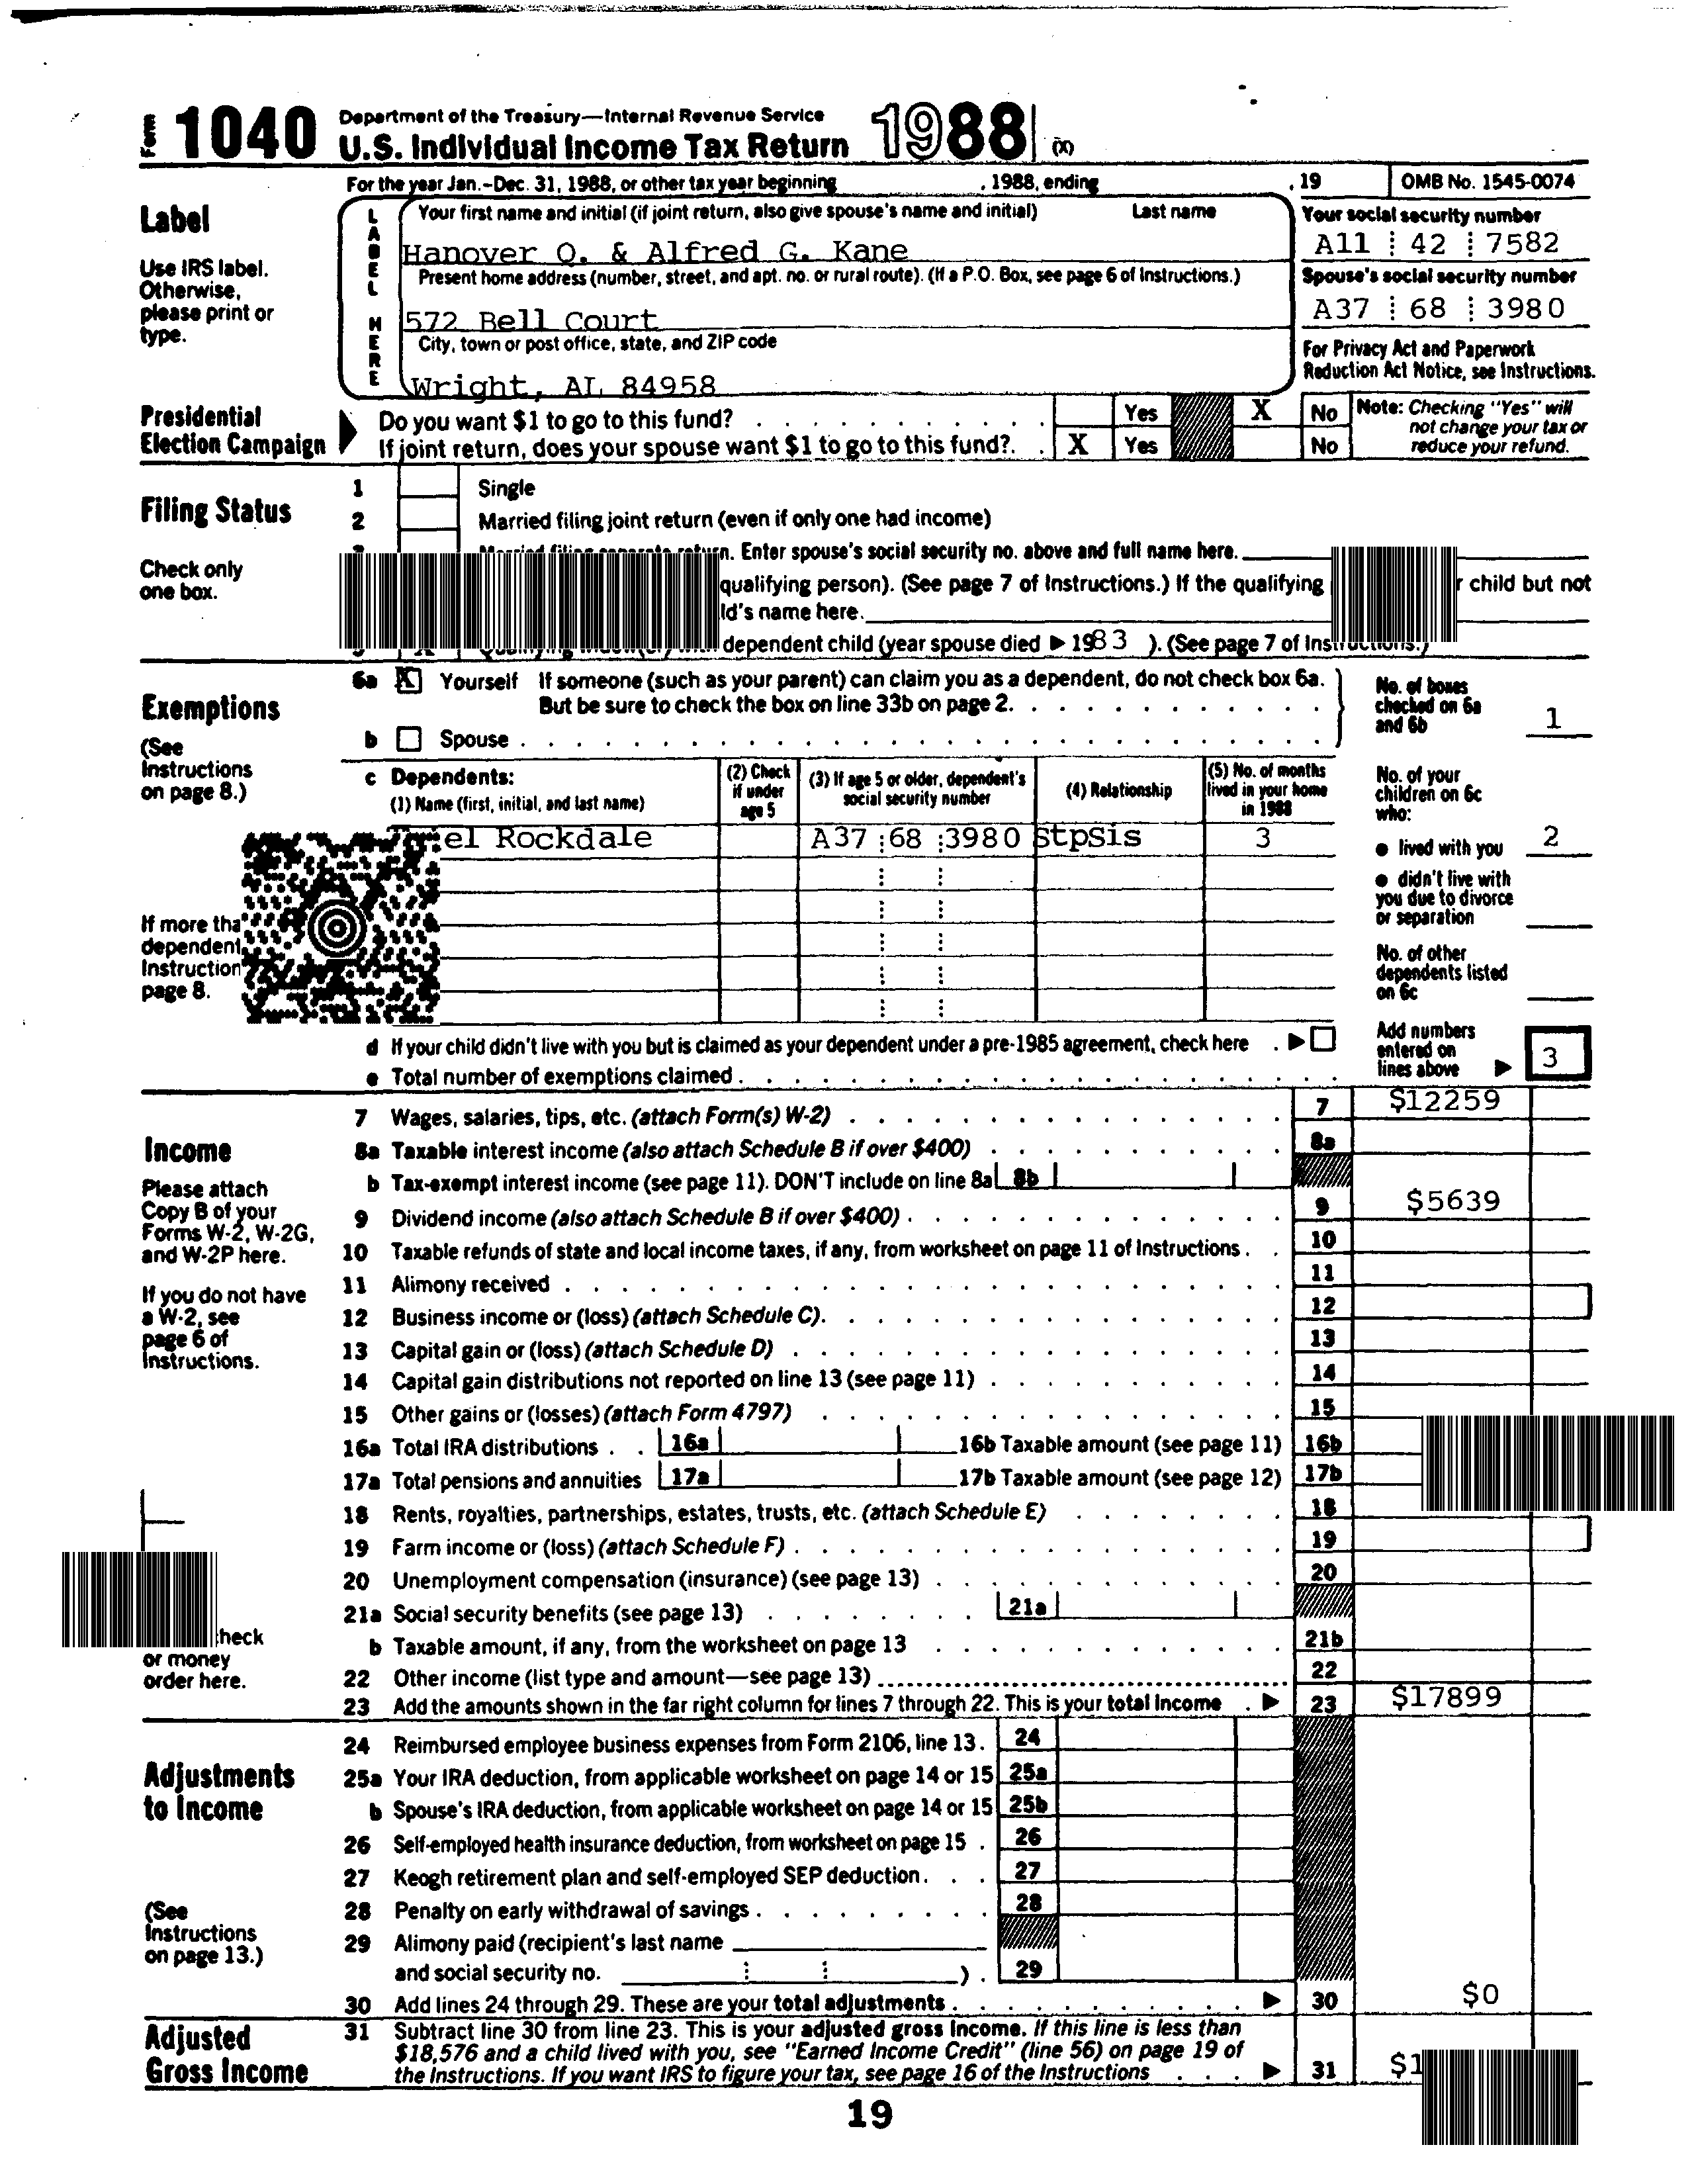 Form 1040 Department of the Treasury—Internal Revenue Service
U.S. Individual Income Tax Return 1988 (X)
For the year Jan.-Dec. 31, 1988, or other tax year beginning , 1988, ending , 19 OMB No. 1545-0074
Label
Use IRS label.
Otherwise,
please print or
type.
LABEL HERE
Your first name and initial (if joint return, also give spouse's name and initial) Last name
Hanover O. & Alfred G. Kane
Present home address (number, street, and apt. no. or rural route). (If a P.O. Box, see page 6 of Instructions.)
572 Bell Court
City, town or post office, state, and ZIP code
Wright, AL 84958
Your social security number
A11 42 7582
Spouse's social security number
A37 68 3980
For Privacy Act and Paperwork
Reduction Act Notice, see Instructions.
Presidential
Election Campaign
Do you want $1 to go to this fund? Yes X No
If joint return, does your spouse want $1 to go to this fund? X Yes No
Note: Checking "Yes" will
not change your tax or
reduce your refund.
Filing Status
Check only
one box.
1 Single
2 Married filing joint return (even if only one had income)
Married filing separate return. Enter spouse's social security no. above and full name here.
qualifying person). (See page 7 of Instructions.) If the qualifying r child but not
ld's name here.
dependent child (year spouse died ▶ 1983 ). (See page 7 of Instructions.)
Exemptions
(See
Instructions
on page 8.)
6a X Yourself If someone (such as your parent) can claim you as a dependent, do not check box 6a.
But be sure to check the box on line 33b on page 2.
b Spouse
No. of boxes
checked on 6a
and 6b 1
c Dependents:
(1) Name (first, initial, and last name)
(2) Check
if under
age 5
(3) If age 5 or older, dependent's
social security number
(4) Relationship
(5) No. of months
lived in your home
in 1988
el Rockdale A37 68 3980 StpSis 3
No. of your
children on 6c
who:
● lived with you 2
● didn't live with
you due to divorce
or separation
No. of other
dependents listed
on 6c
If more tha
dependent
Instruction
page 8.
d If your child didn't live with you but is claimed as your dependent under a pre-1985 agreement, check here ▶
e Total number of exemptions claimed
Add numbers
entered on
lines above ▶ 3
Income
Please attach
Copy B of your
Forms W-2, W-2G,
and W-2P here.
If you do not have
a W-2, see
page 6 of
Instructions.
7 Wages, salaries, tips, etc. (attach Form(s) W-2) 7 $12259
8a Taxable interest income (also attach Schedule B if over $400) 8a
b Tax-exempt interest income (see page 11). DON'T include on line 8a 8b
9 Dividend income (also attach Schedule B if over $400) 9 $5639
10 Taxable refunds of state and local income taxes, if any, from worksheet on page 11 of Instructions 10
11 Alimony received 11
12 Business income or (loss) (attach Schedule C) 12
13 Capital gain or (loss) (attach Schedule D) 13
14 Capital gain distributions not reported on line 13 (see page 11) 14
15 Other gains or (losses) (attach Form 4797) 15
16a Total IRA distributions 16a 16b Taxable amount (see page 11) 16b
17a Total pensions and annuities 17a 17b Taxable amount (see page 12) 17b
18 Rents, royalties, partnerships, estates, trusts, etc. (attach Schedule E) 18
19 Farm income or (loss) (attach Schedule F) 19
20 Unemployment compensation (insurance) (see page 13) 20
21a Social security benefits (see page 13) 21a
b Taxable amount, if any, from the worksheet on page 13 21b
22 Other income (list type and amount—see page 13) 22
23 Add the amounts shown in the far right column for lines 7 through 22. This is your total income ▶ 23 $17899
heck
or money
order here.
Adjustments
to Income
(See
Instructions
on page 13.)
24 Reimbursed employee business expenses from Form 2106, line 13. 24
25a Your IRA deduction, from applicable worksheet on page 14 or 15 25a
b Spouse's IRA deduction, from applicable worksheet on page 14 or 15 25b
26 Self-employed health insurance deduction, from worksheet on page 15 26
27 Keogh retirement plan and self-employed SEP deduction 27
28 Penalty on early withdrawal of savings 28
29 Alimony paid (recipient's last name
and social security no. ) 29
30 Add lines 24 through 29. These are your total adjustments ▶ 30 $0
Adjusted
Gross Income
31 Subtract line 30 from line 23. This is your adjusted gross income. If this line is less than
$18,576 and a child lived with you, see "Earned Income Credit" (line 56) on page 19 of
the Instructions. If you want IRS to figure your tax, see page 16 of the Instructions ▶ 31 $1
19